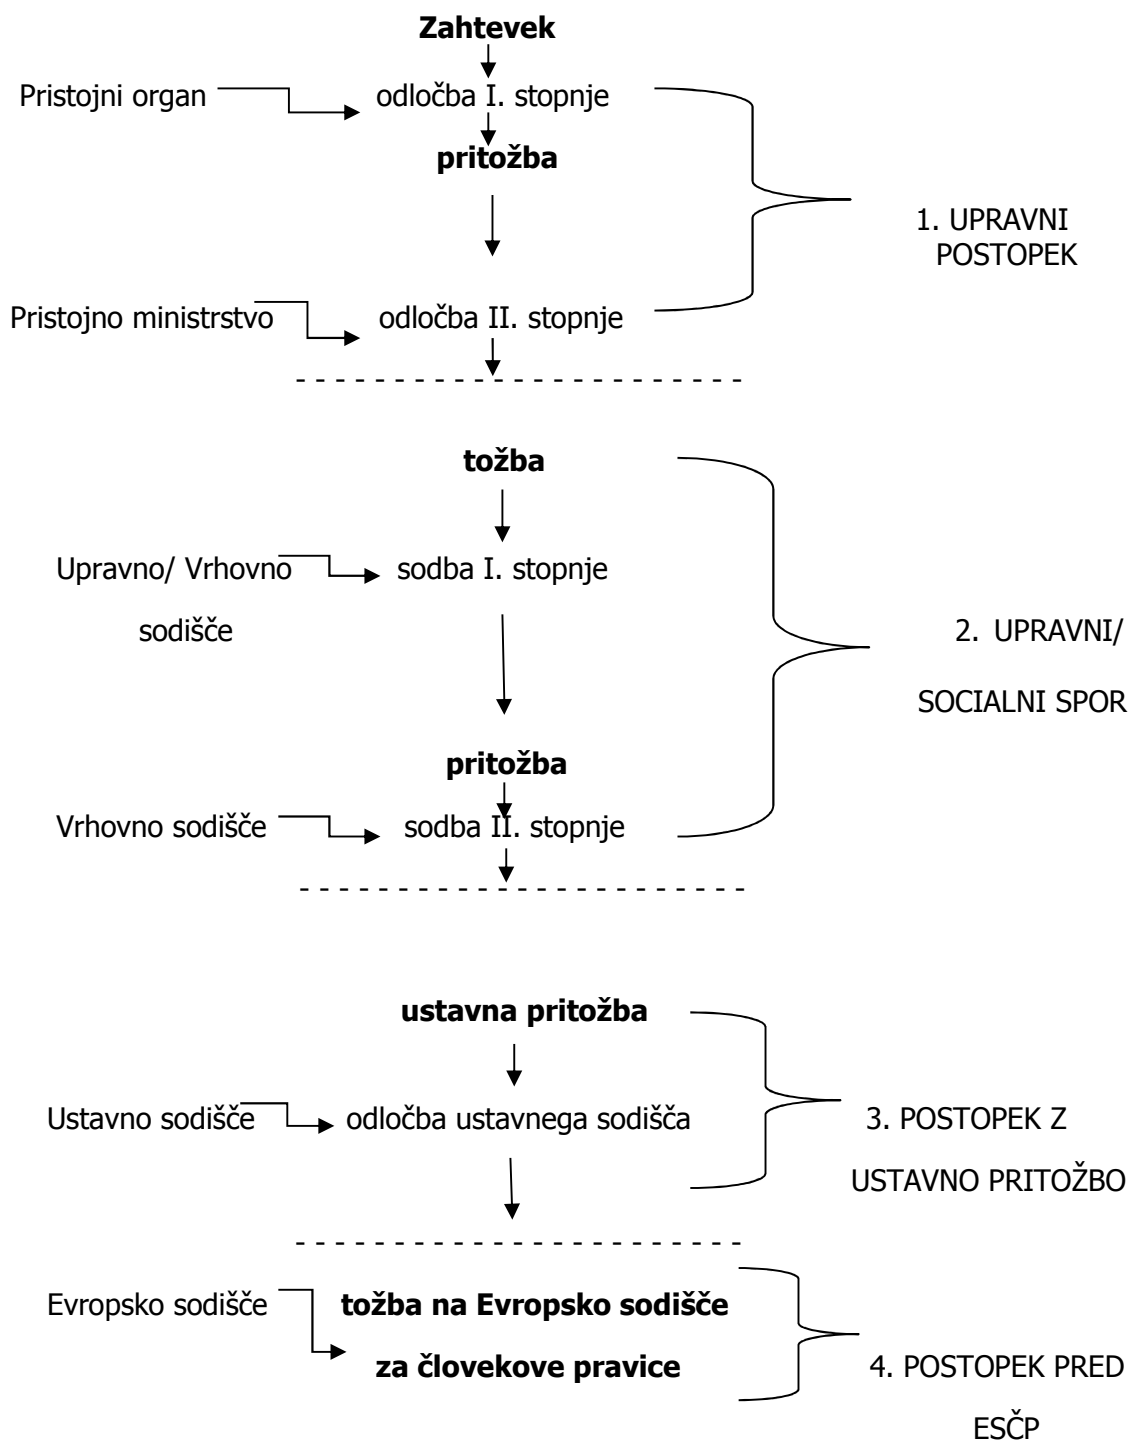 Zahtevek
Pristojni organ odločba I. stopnje
pritožba
1. UPRAVNI
POSTOPEK
Pristojno ministrstvo odločba II. stopnje
tožba
Upravno/ Vrhovno sodba I. stopnje
sodišče
2. UPRAVNI/
SOCIALNI SPOR
pritožba
Vrhovno sodišče sodba II. stopnje
ustavna pritožba
Ustavno sodišče odločba ustavnega sodišča
3. POSTOPEK Z
USTAVNO PRITOŽBO
Evropsko sodišče tožba na Evropsko sodišče
za človekove pravice
4. POSTOPEK PRED
ESČP